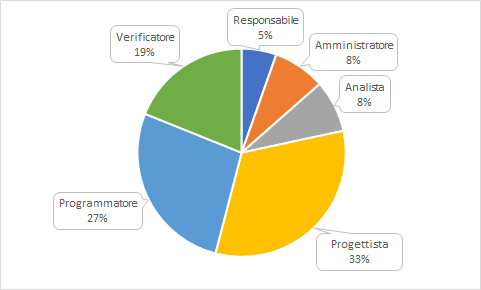 Responsabile
5%
Amministratore
8%
Analista
8%
Progettista
33%
Programmatore
27%
Verificatore
19%